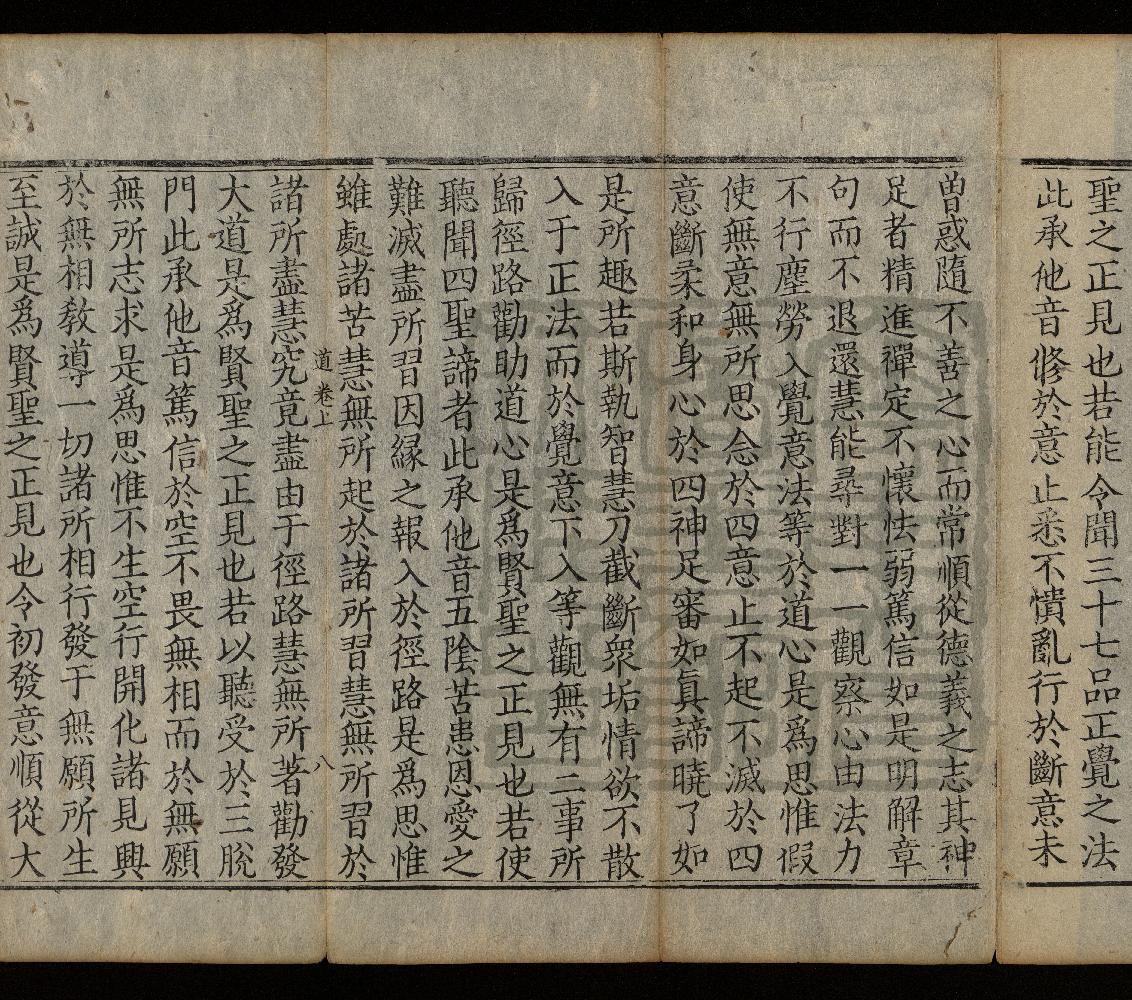 聖之正見也若能令聞三十七品正覺之法
此承他音修於意止悉不憒亂行於斷意未
曽惑隨不善之心而常順從德義之志其神
足者精進禪定不懷怯弱篤信如是明解章
句而不退還慧能尋對一一觀察心由法力
不行塵勞入覺意法等於道心是爲思惟假
使無意無所思念於四意止不起不滅於四
意斷柔和身心於四神足審如眞諦曉了如
是所趣若斯執智慧刀截斷衆垢情欲不散
入于正法而於覺意下入等觀無有二事所
歸徑路勸助道心是爲賢聖之正見也若使
聽聞四聖諦者此承他音五陰苦患恩愛之
難滅盡所習因緣之報入於徑路是爲思惟
雖處諸苦慧無所起於諸所習慧無所習於
道卷上 八
諸所盡慧究竟盡由于徑路慧無所著勸發
大道是爲賢聖之正見也若以聽受於三脫
門此承他音篤信於空不畏無相而於無願
無所志求是爲思惟不生空行開化諸見興
於無相教導一切諸所相行發于無願所生
至誠是爲賢聖之正見也令初發意順從大